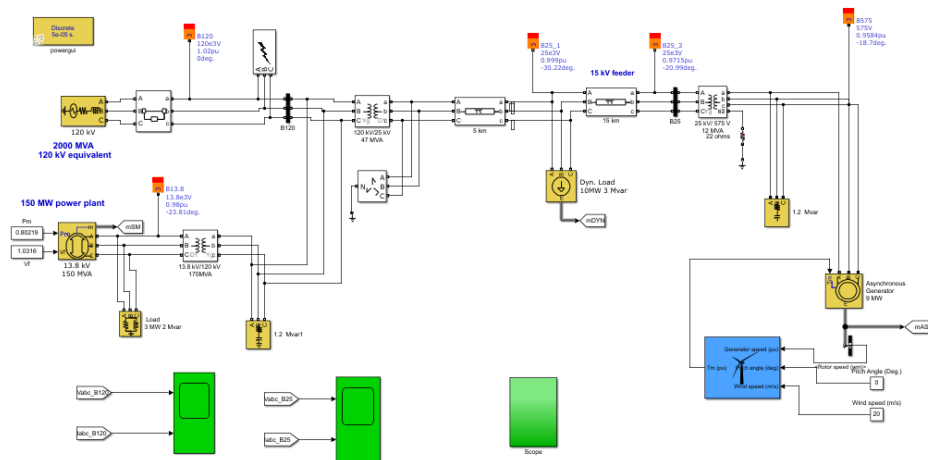 Discrete
5e-05 s.
powergui
B120
120e3V
1.02pu
0deg.
B25_1
25e3V
0.999pu
-30.22deg.
B25_2
25e3V
0.9715pu
-20.99deg.
B575
575V
0.9584pu
-18.7deg.
15 kV feeder
120 kV
2000 MVA
120 kV equivalent
B120
120 kV/25 kV
47 MVA
5 km
15 km
B25
25 kV/ 575 V
12 MVA
22 ohms
N
A
B
C
Dyn. Load
10MW 3 Mvar
mDYN
1.2 Mvar
150 MW power plant
B13.8
13.8e3V
0.98pu
-23.81deg.
Pm
0.80219
1.0316
Vf
Pm
Vf
m
mSM
13.8 kV
150 MVA
13.8 kV/120 kV
175MVA
Load
3 MW 2 Mvar
1.2 Mvar1
Asynchronous
Generator
9 MW
Tm
Generator speed (pu)
Tm (pu)
Pitch angle (deg)
Wind speed (m/s)
Pitch Angle (Deg.)
0
Wind speed (m/s)
20
Vabc_B120
Iabc_B120
Vabc_B25
Iabc_B25
Scope